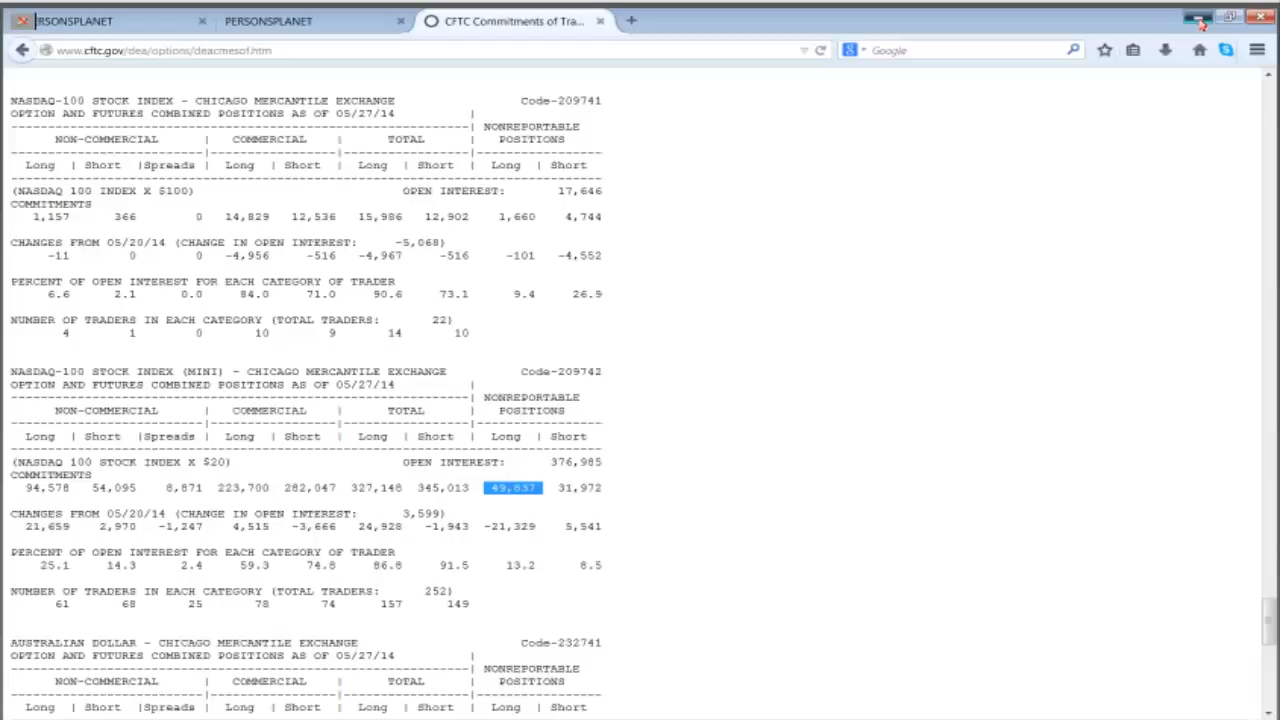 RSONSPLANET
PERSONSPLANET
CFTC Commitments of Tra...
www.cftc.gov/dea/options/deacmesof.htm
Google
NASDAQ-100 STOCK INDEX - CHICAGO MERCANTILE EXCHANGE Code-209741
OPTION AND FUTURES COMBINED POSITIONS AS OF 05/27/14 |
--------------------------------------------------------------| NONREPORTABLE
NON-COMMERCIAL | COMMERCIAL | TOTAL | POSITIONS
--------------------------|------------------|-----------------|-----------------
Long | Short |Spreads | Long | Short | Long | Short | Long | Short
--------------------------------------------------------------------------------
(NASDAQ 100 INDEX X $100) OPEN INTEREST: 17,646
COMMITMENTS
1,157 366 0 14,829 12,536 15,986 12,902 1,660 4,744
CHANGES FROM 05/20/14 (CHANGE IN OPEN INTEREST: -5,068)
-11 0 0 -4,956 -516 -4,967 -516 -101 -4,552
PERCENT OF OPEN INTEREST FOR EACH CATEGORY OF TRADER
6.6 2.1 0.0 84.0 71.0 90.6 73.1 9.4 26.9
NUMBER OF TRADERS IN EACH CATEGORY (TOTAL TRADERS: 22)
4 1 0 10 9 14 10
NASDAQ-100 STOCK INDEX (MINI) - CHICAGO MERCANTILE EXCHANGE Code-209742
OPTION AND FUTURES COMBINED POSITIONS AS OF 05/27/14 |
--------------------------------------------------------------| NONREPORTABLE
NON-COMMERCIAL | COMMERCIAL | TOTAL | POSITIONS
--------------------------|------------------|-----------------|-----------------
Long | Short |Spreads | Long | Short | Long | Short | Long | Short
--------------------------------------------------------------------------------
(NASDAQ 100 STOCK INDEX X $20) OPEN INTEREST: 376,985
COMMITMENTS
94,578 54,095 8,871 223,700 282,047 327,148 345,013 49,837 31,972
CHANGES FROM 05/20/14 (CHANGE IN OPEN INTEREST: 3,599)
21,659 2,970 -1,247 4,515 -3,666 24,928 -1,943 -21,329 5,541
PERCENT OF OPEN INTEREST FOR EACH CATEGORY OF TRADER
25.1 14.3 2.4 59.3 74.8 86.8 91.5 13.2 8.5
NUMBER OF TRADERS IN EACH CATEGORY (TOTAL TRADERS: 252)
61 68 25 78 74 157 149
AUSTRALIAN DOLLAR - CHICAGO MERCANTILE EXCHANGE Code-232741
OPTION AND FUTURES COMBINED POSITIONS AS OF 05/27/14 |
--------------------------------------------------------------| NONREPORTABLE
NON-COMMERCIAL | COMMERCIAL | TOTAL | POSITIONS
--------------------------|------------------|-----------------|-----------------
Long | Short |Spreads | Long | Short | Long | Short | Long | Short